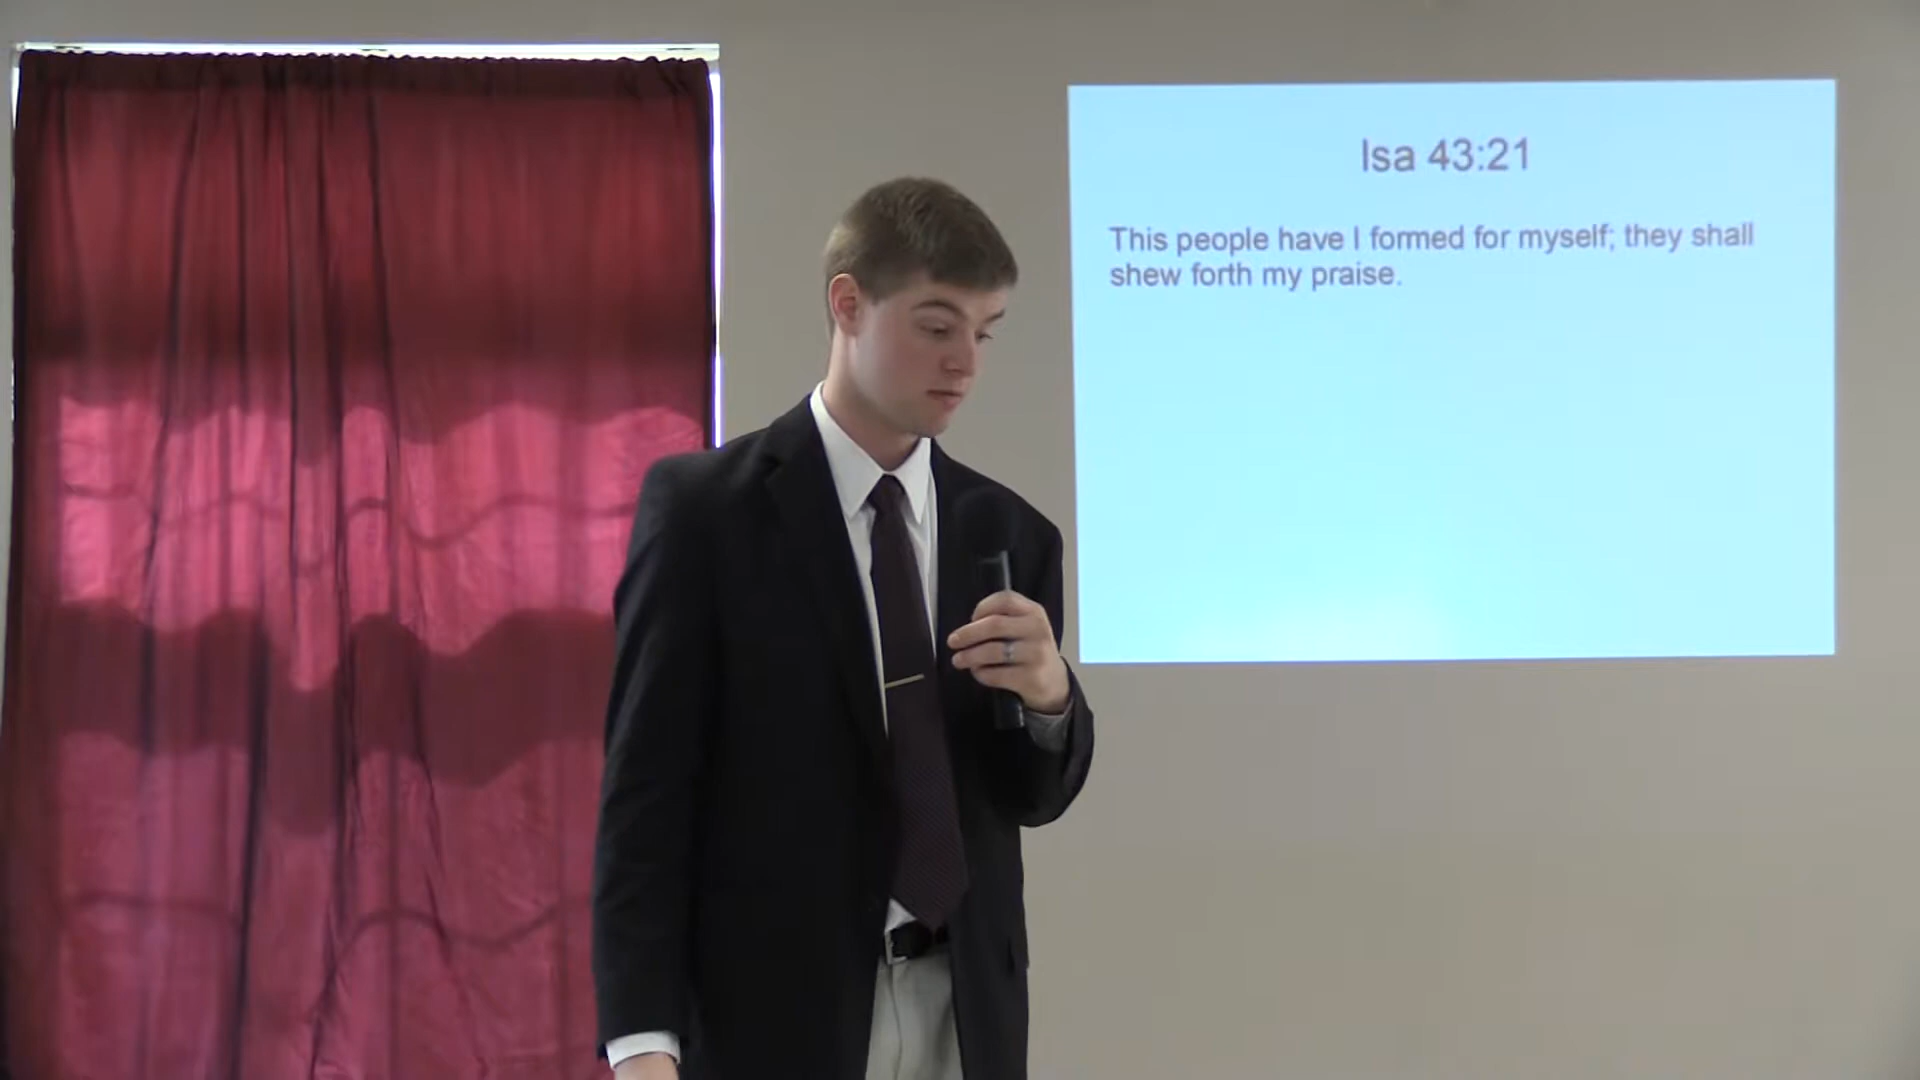 Isa 43:21
This people have I formed for myself; they shall
shew forth my praise.